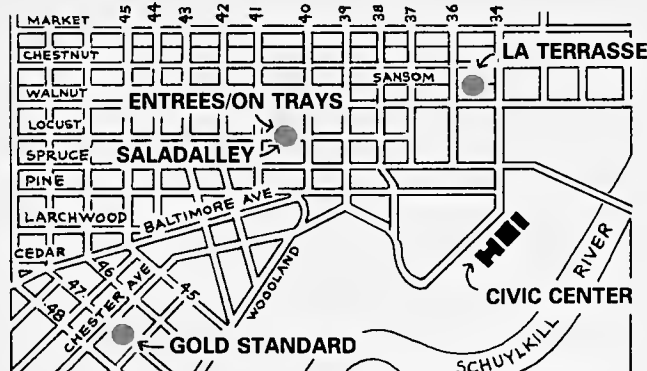 MARKET
45 44 43 42 41 40 39 38 37 36 34
CHESTNUT
LA TERRASSE
SANSOM
WALNUT
ENTREES/ON TRAYS
LOCUST
SALADALLEY
SPRUCE
PINE
BALTIMORE AVE
LARCHWOOD
CEDAR
46
47
48
CHESTER AVE
45
WOODLAND
RIVER
CIVIC CENTER
GOLD STANDARD
SCHUYLKILL